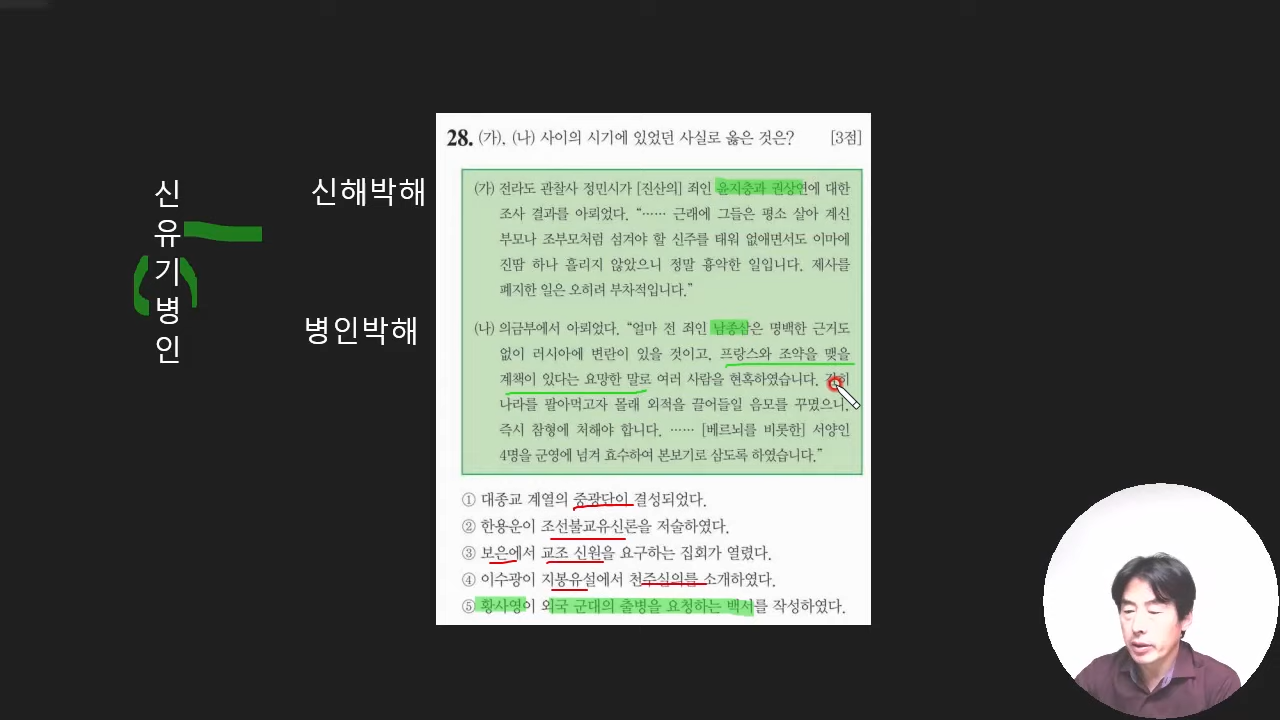 신
유
기
병
인
신해박해
병인박해
28. (가), (나) 사이의 시기에 있었던 사실로 옳은 것은? [3점]
(가) 전라도 관찰사 정민시가 [진산의] 죄인 윤지충과 권상연에 대한
조사 결과를 아뢰었다. “…… 근래에 그들은 평소 살아 계신
부모나 조부모처럼 섬겨야 할 신주를 태워 없애면서도 이마에
진땀 하나 흘리지 않았으니 정말 흉악한 일입니다. 제사를
폐지한 일은 오히려 부차적입니다.”
(나) 의금부에서 아뢰었다. “얼마 전 죄인 남종삼은 명백한 근거도
없이 러시아에 변란이 있을 것이고, 프랑스와 조약을 맺을
계책이 있다는 요망한 말로 여러 사람을 현혹하였습니다. 감히
나라를 팔아먹고자 몰래 외적을 끌어들일 음모를 꾸몄으니,
즉시 참형에 처해야 합니다. …… [베르뇌를 비롯한] 서양인
4명을 군영에 넘겨 효수하여 본보기로 삼도록 하였습니다.”
① 대종교 계열의 중광단이 결성되었다.
② 한용운이 조선불교유신론을 저술하였다.
③ 보은에서 교조 신원을 요구하는 집회가 열렸다.
④ 이수광이 지봉유설에서 천주실의를 소개하였다.
⑤ 황사영이 외국 군대의 출병을 요청하는 백서를 작성하였다.